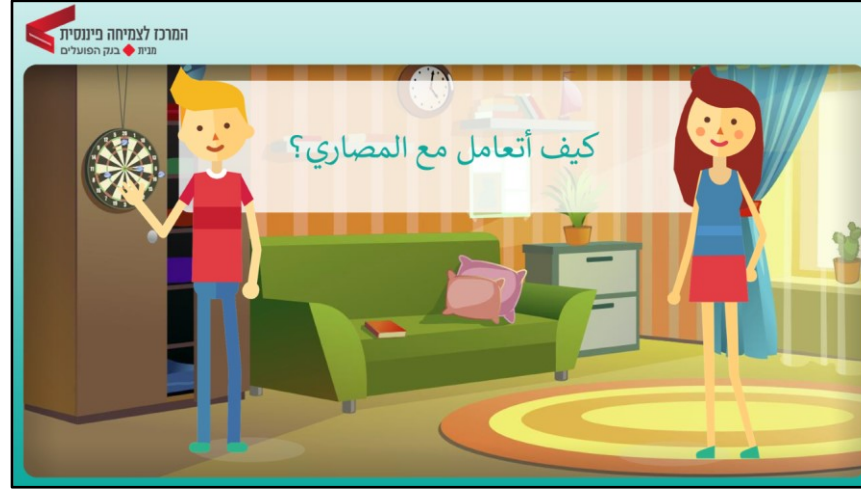 המרכז לצמיחה פיננסית
מבית בנק הפועלים
كيف أتعامل مع المصاري؟